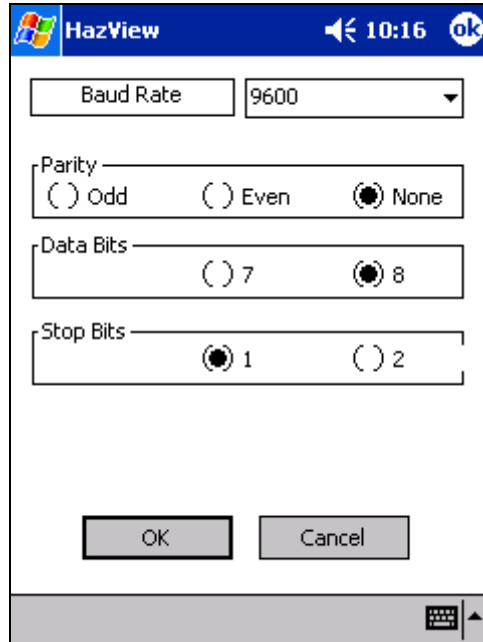 HazView 10:16 ok
Baud Rate 9600
Parity
Odd Even None
Data Bits
7 8
Stop Bits
1 2
OK Cancel